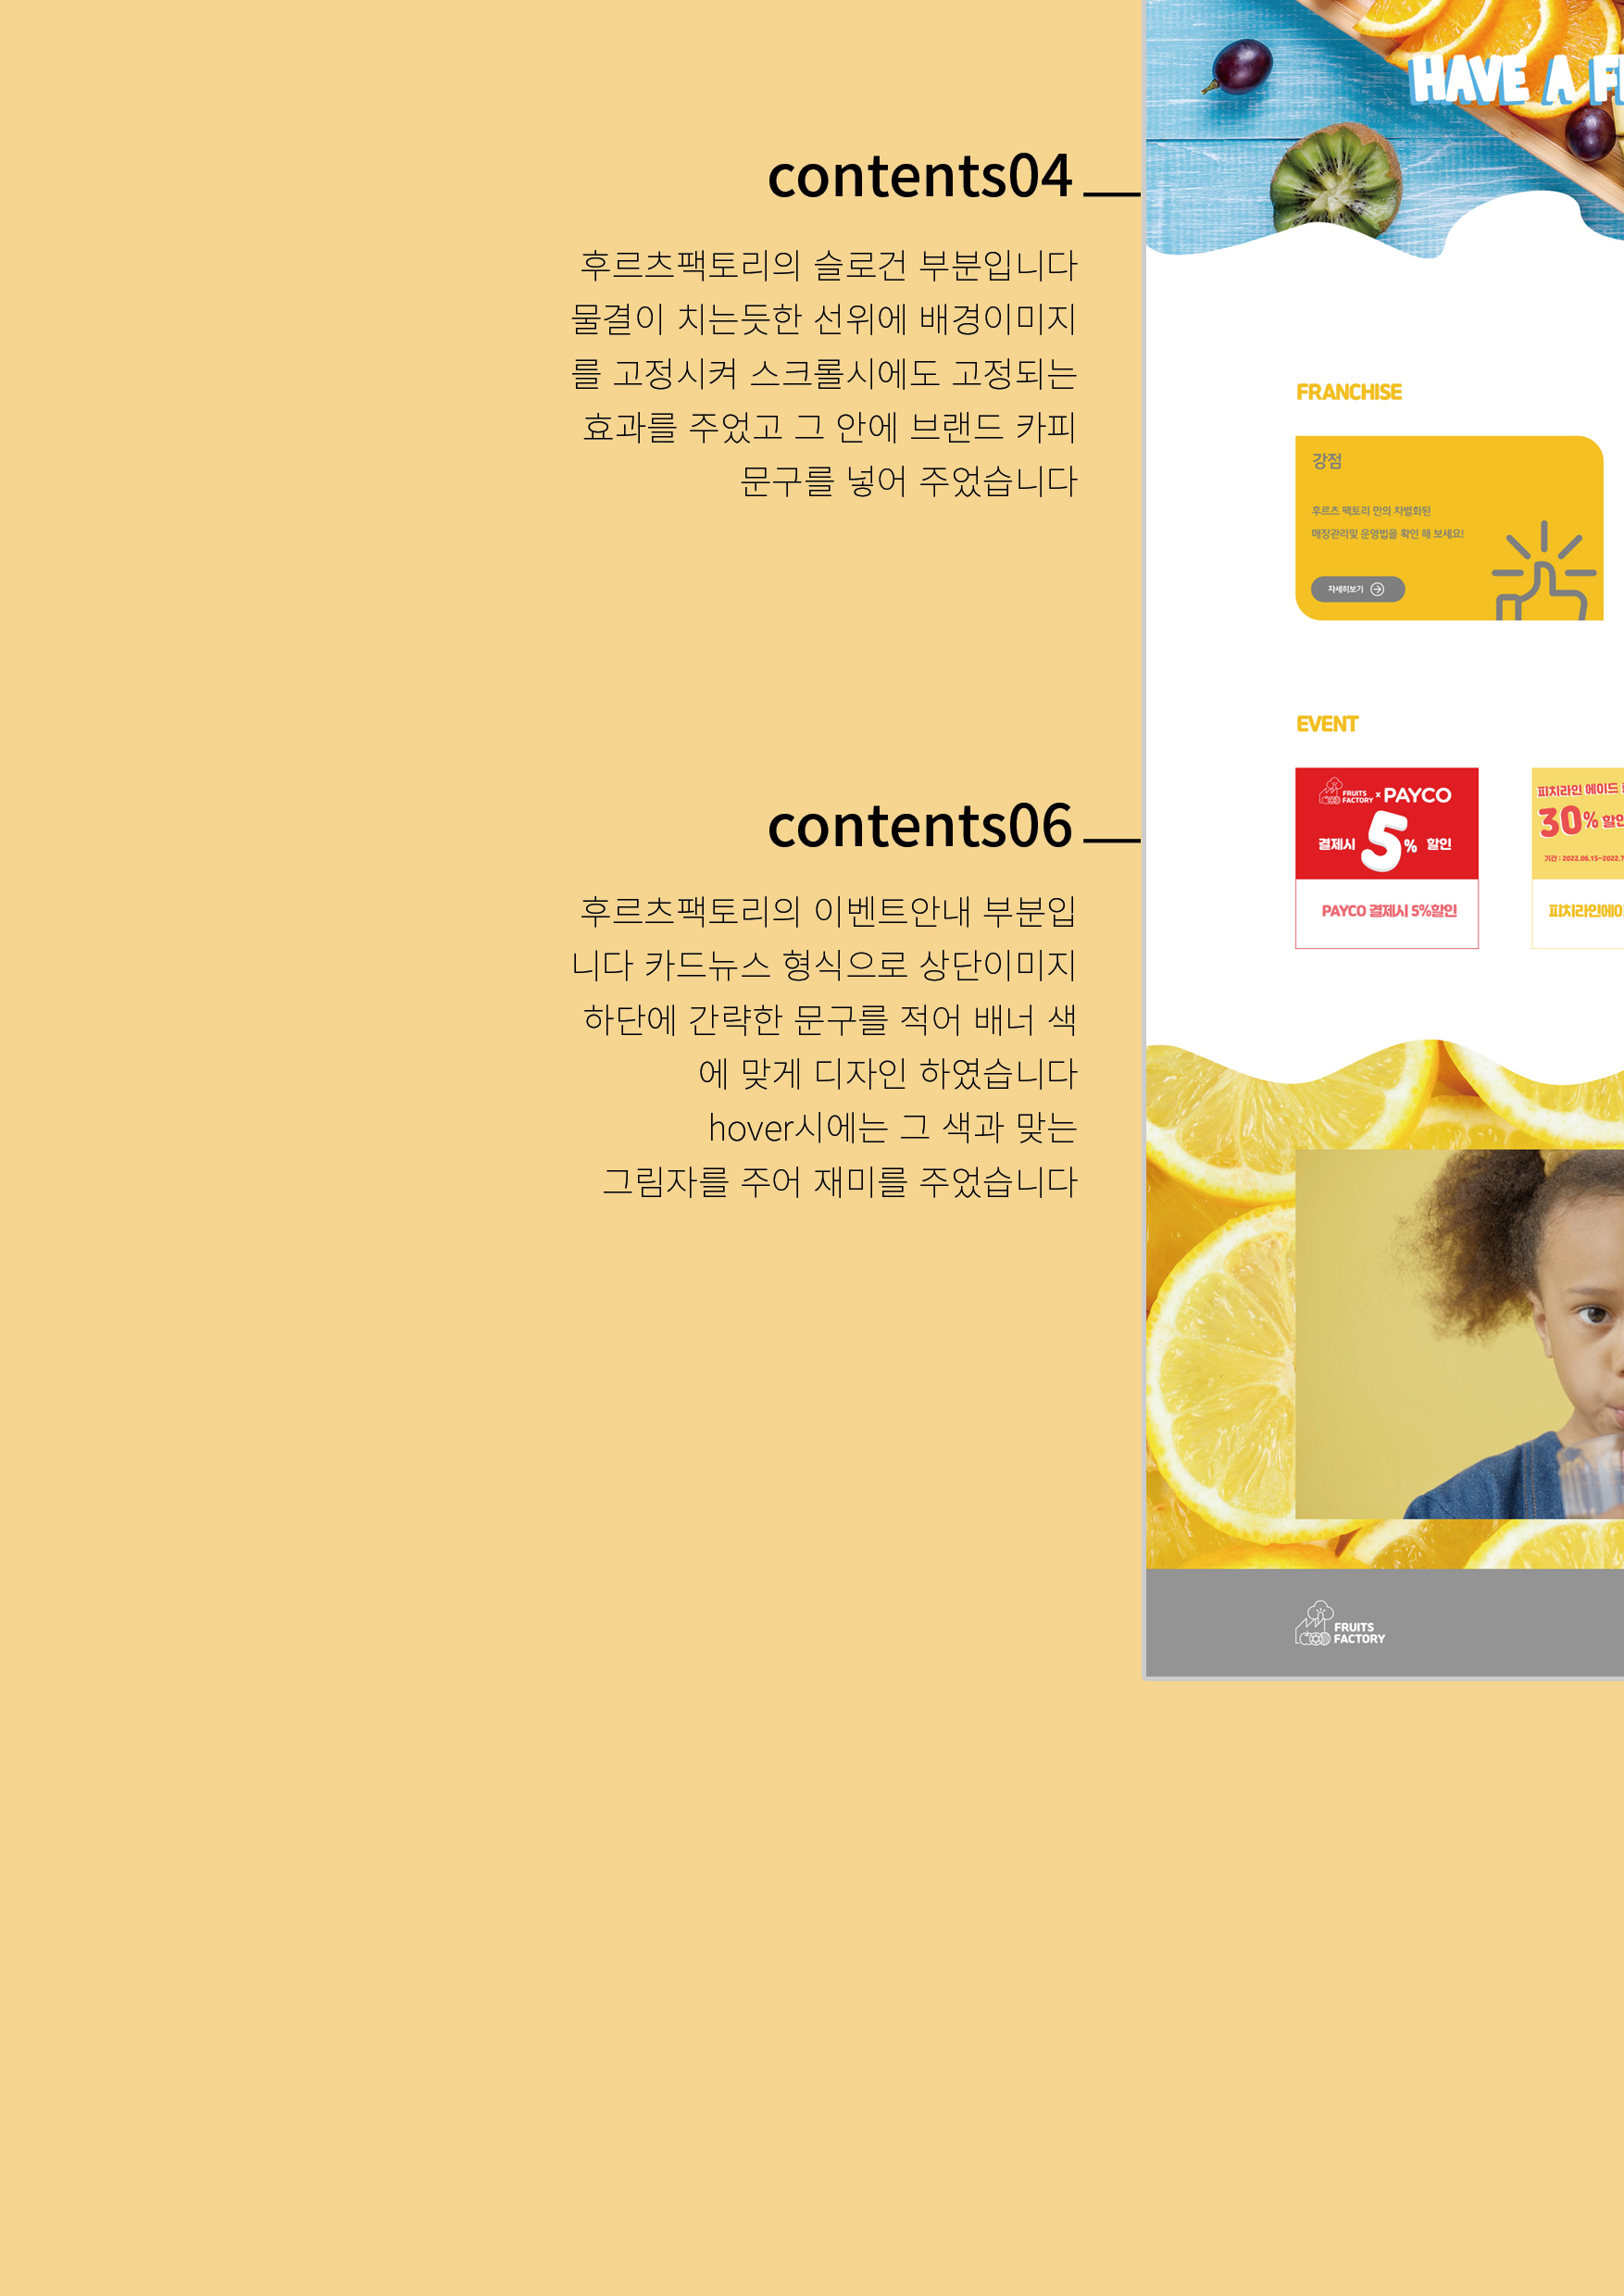 contents04
후르츠팩토리의 슬로건 부분입니다
물결이 치는듯한 선위에 배경이미지
를 고정시켜 스크롤시에도 고정되는
효과를 주었고 그 안에 브랜드 카피
문구를 넣어 주었습니다
contents06
후르츠팩토리의 이벤트안내 부분입
니다 카드뉴스 형식으로 상단이미지
하단에 간략한 문구를 적어 배너 색
에 맞게 디자인 하였습니다
hover시에는 그 색과 맞는
그림자를 주어 재미를 주었습니다
HAVE A
FRANCHISE
강점
후르츠 팩토리 만의 차별화된
매장관리및 운영법을 확인 해 보세요!
자세히보기
EVENT
FRUITS
FACTORY x PAYCO
결제시 5% 할인
PAYCO 결제시 5%할인
피치라인 에이드
30% 할인
기간 : 2022.06.15~2022.7
피치라인에이
FRUITS
FACTORY